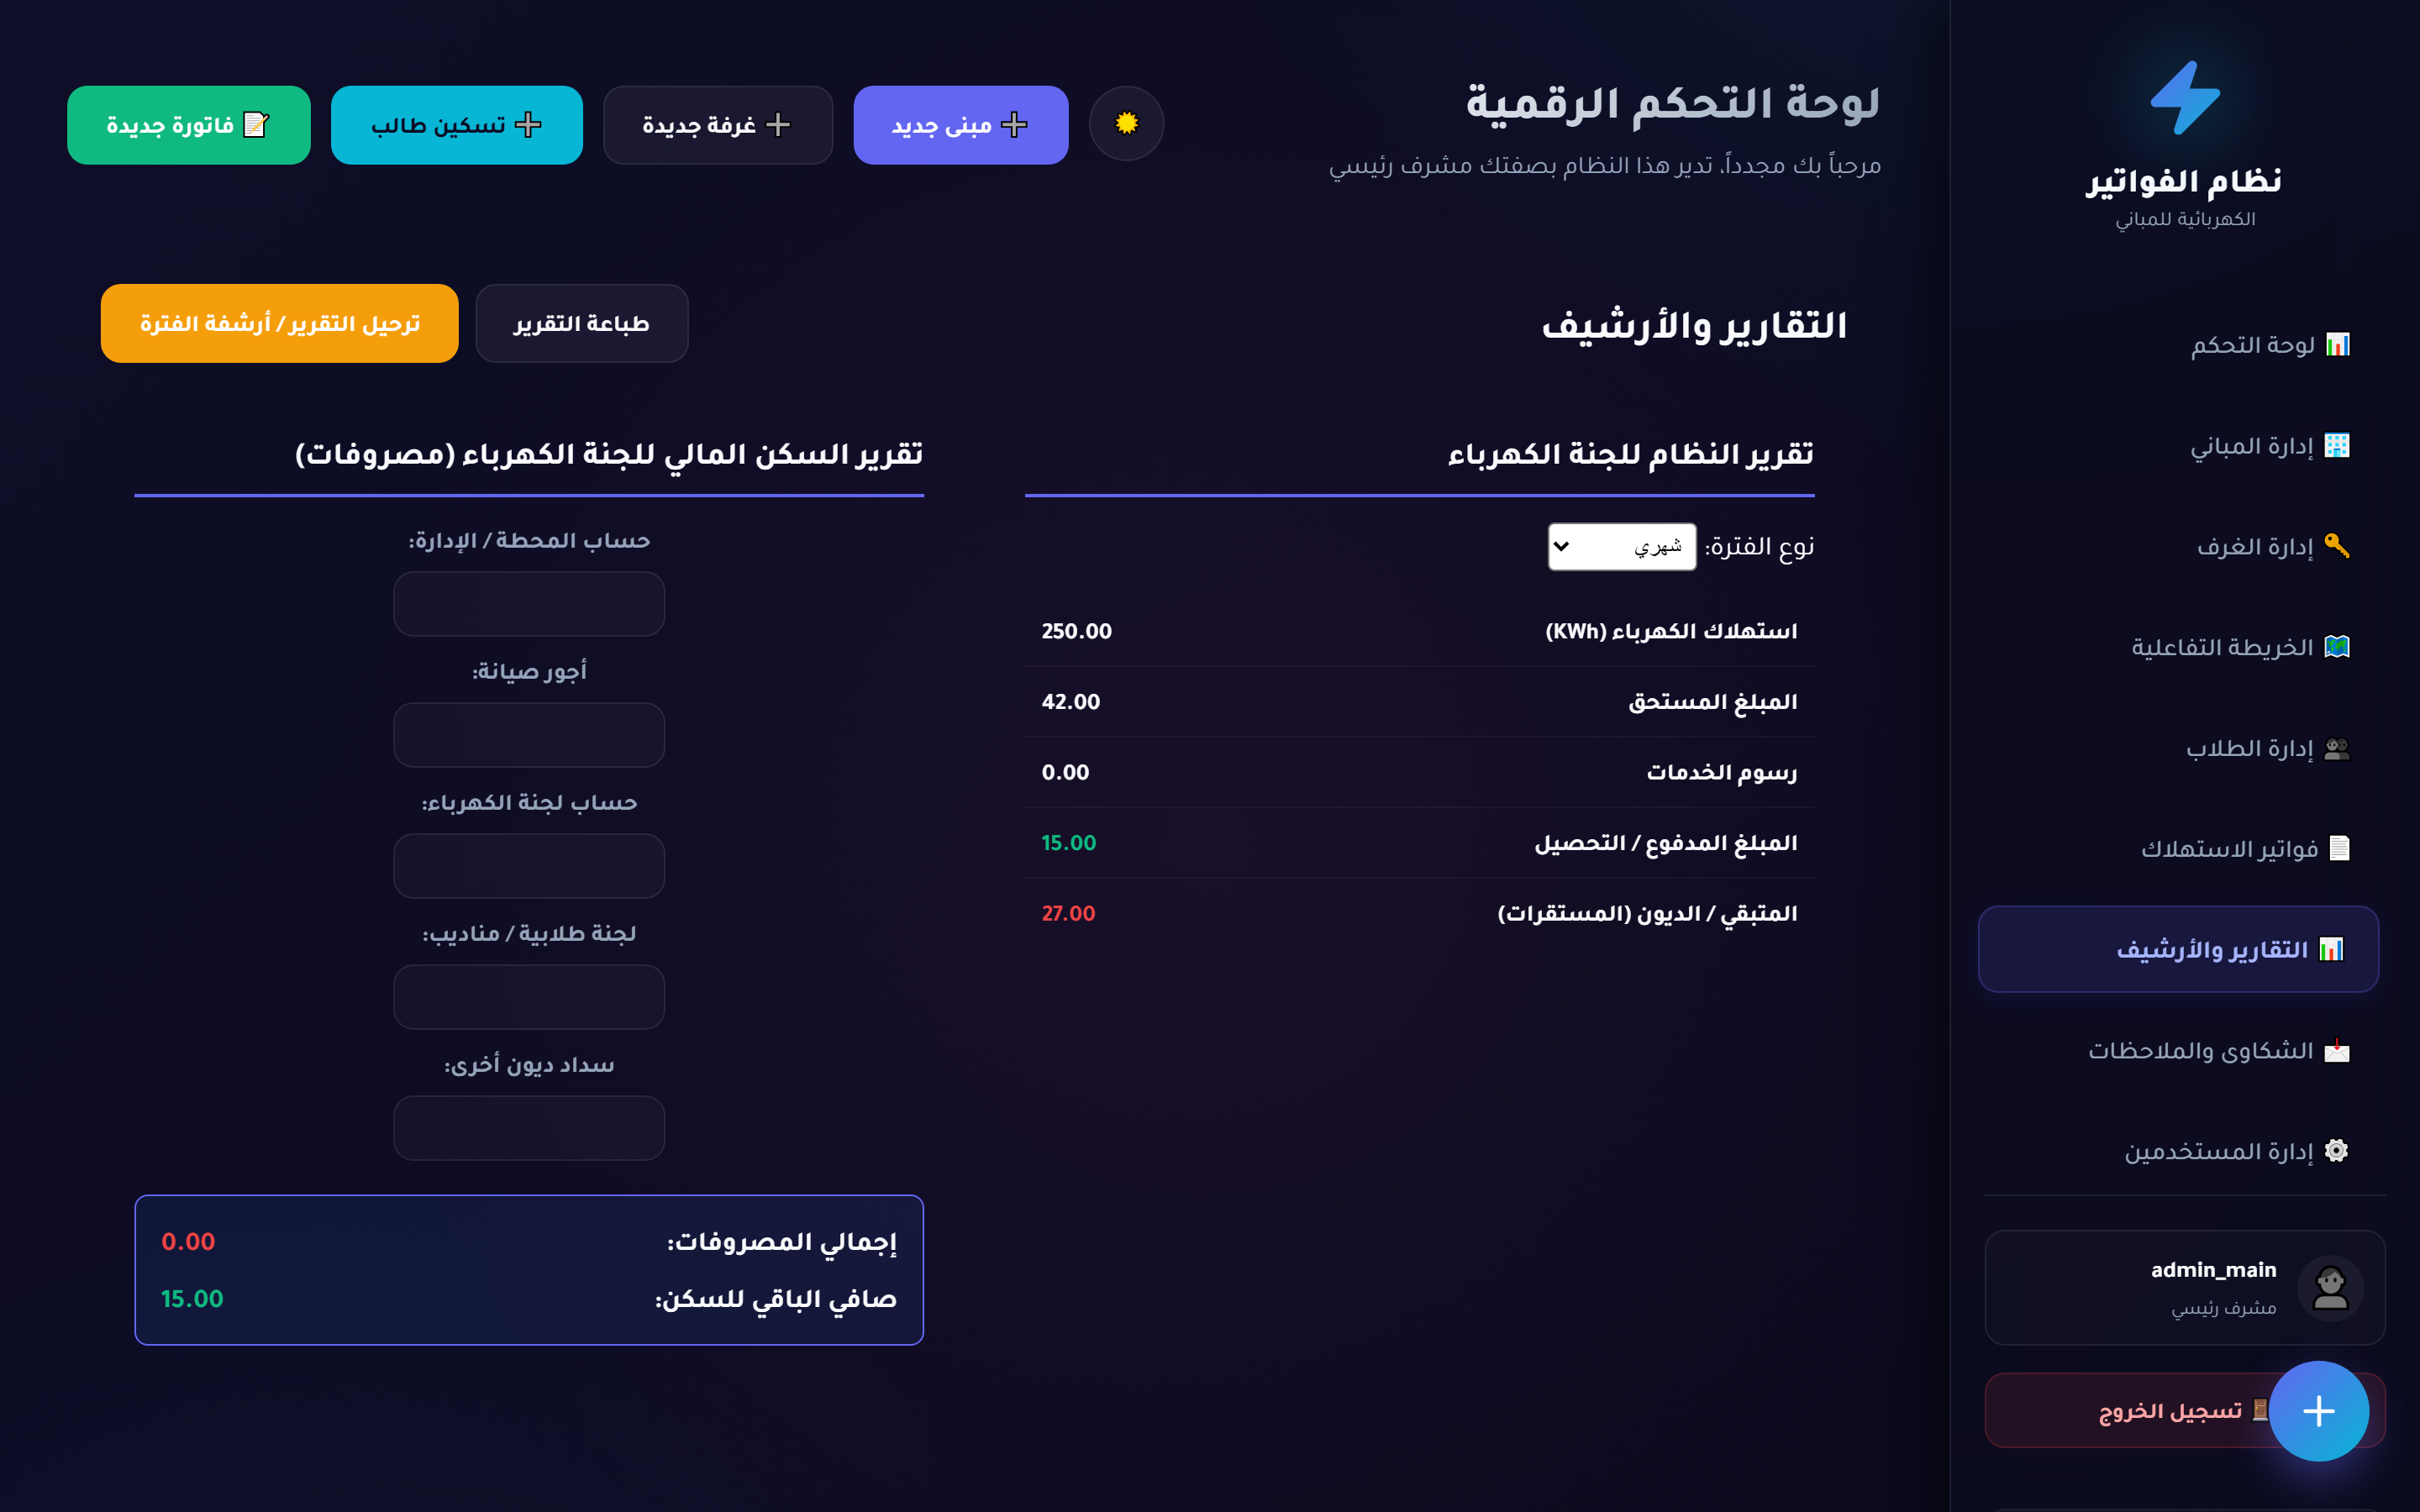 نظام الفواتير
الكهربائية للمباني
لوحة التحكم
إدارة المباني
إدارة الغرف
الخريطة التفاعلية
إدارة الطلاب
فواتير الاستهلاك
التقارير والأرشيف
الشكاوى والملاحظات
إدارة المستخدمين
admin_main
مشرف رئيسي
تسجيل الخروج
لوحة التحكم الرقمية
مرحباً بك مجدداً، تدير هذا النظام بصفتك مشرف رئيسي
مبنى جديد
غرفة جديدة
تسكين طالب
فاتورة جديدة
التقارير والأرشيف
طباعة التقرير
ترحيل التقرير / أرشفة الفترة
تقرير النظام للجنة الكهرباء
نوع الفترة: شهري
استهلاك الكهرباء (KWh) 250.00
المبلغ المستحق 42.00
رسوم الخدمات 0.00
المبلغ المدفوع / التحصيل 15.00
المتبقي / الديون (المستقرات) 27.00
تقرير السكن المالي للجنة الكهرباء (مصروفات)
حساب المحطة / الإدارة:
أجور صيانة:
حساب لجنة الكهرباء:
لجنة طلابية / مناديب:
سداد ديون أخرى:
إجمالي المصروفات: 0.00
صافي الباقي للسكن: 15.00